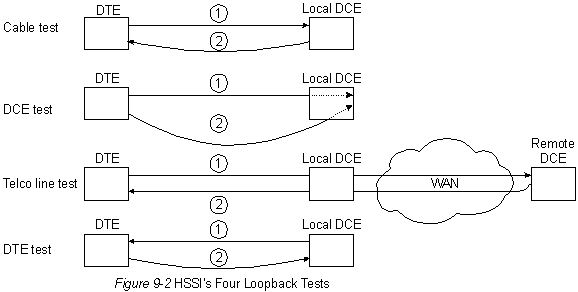 DTE
Local DCE
Cable test
1
2
DTE
Local DCE
DCE test
1
2
DTE
Local DCE
Remote
DCE
Telco line test
1
2
WAN
DTE
Local DCE
DTE test
1
2
Figure 9-2 HSSI's Four Loopback Tests